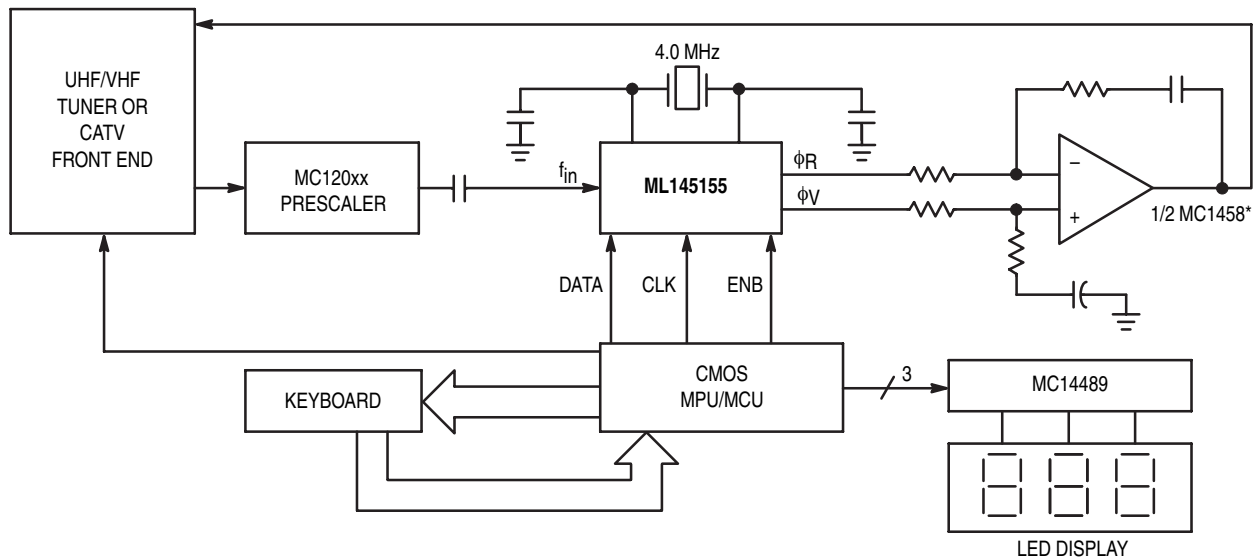 4.0 MHz
UHF/VHF
TUNER OR
CATV
FRONT END
MC120xx
PRESCALER
fin
ML145155
ϕR
ϕV
–
+
1/2 MC1458*
DATA
CLK
ENB
KEYBOARD
CMOS
MPU/MCU
3
MC14489
LED DISPLAY